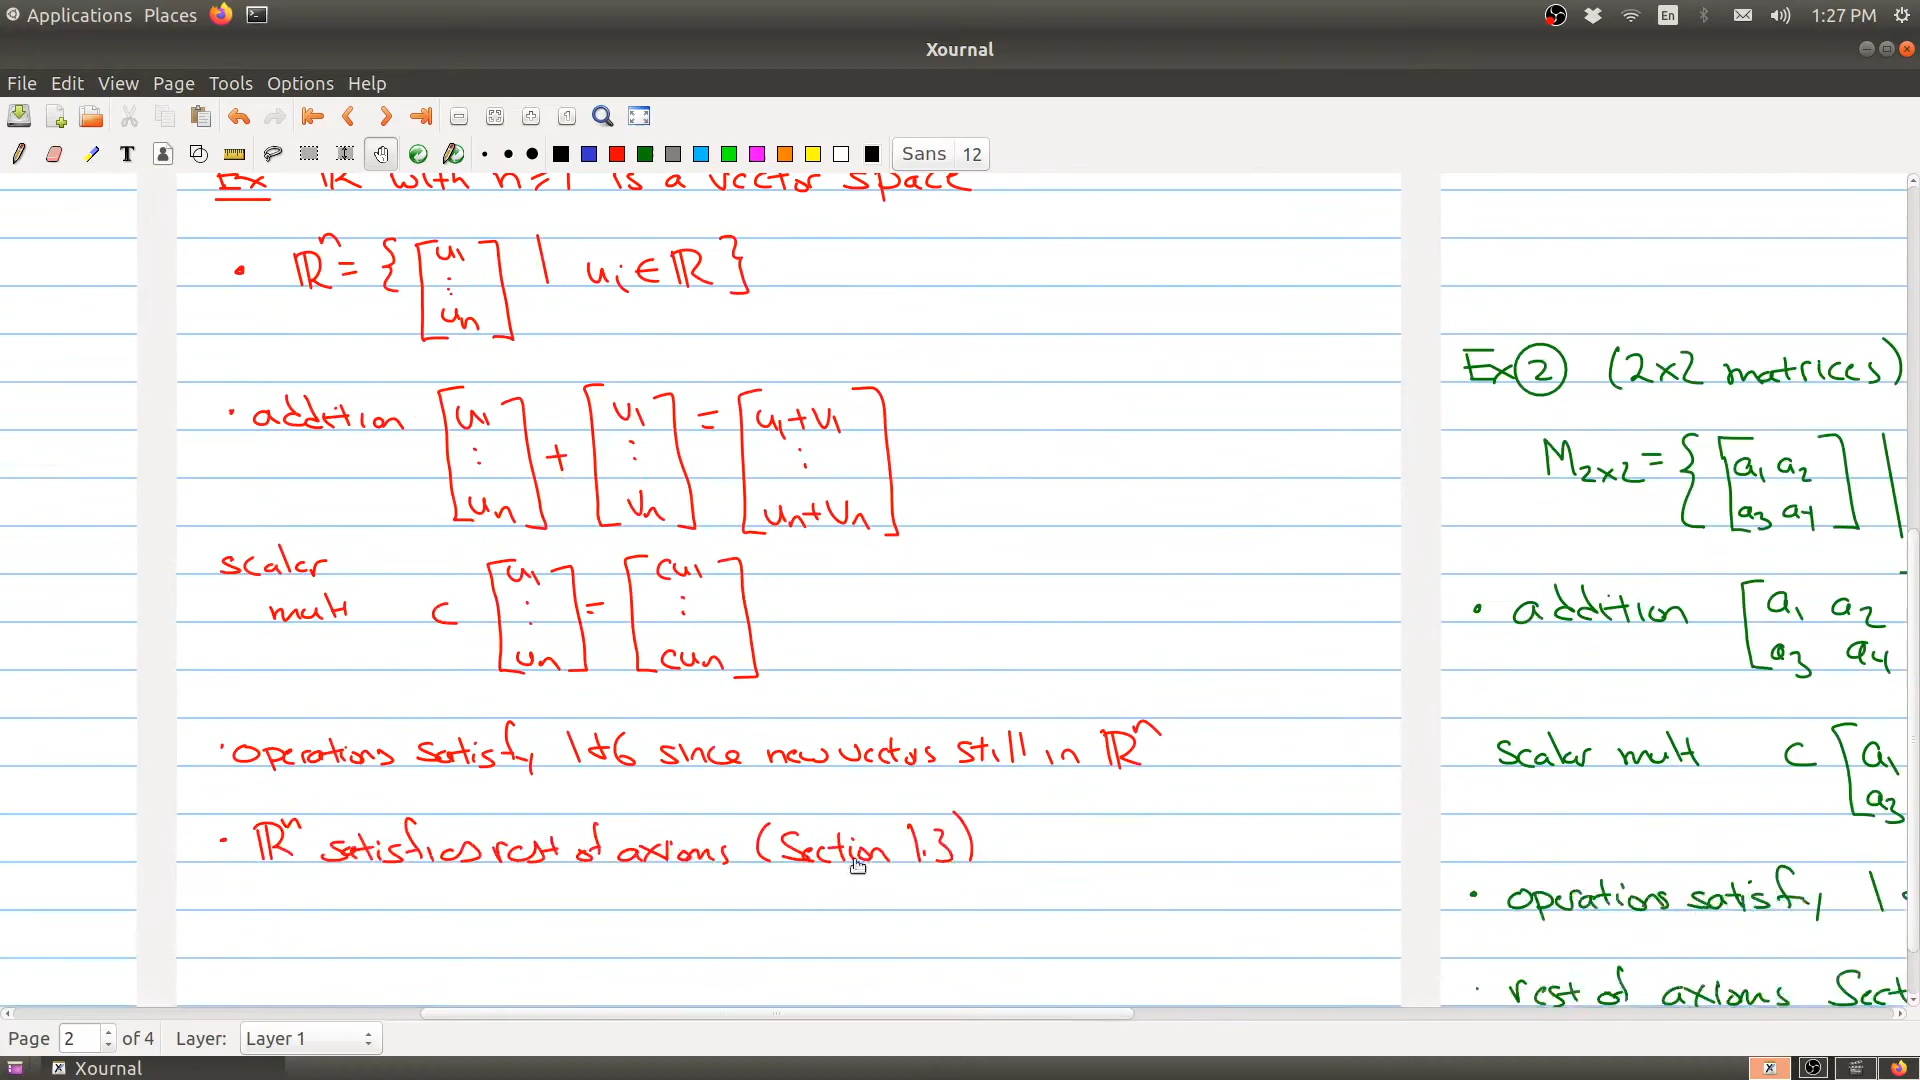 Applications Places En 1:27 PM
Xournal
File Edit View Page Tools Options Help
T Sans 12
Ex ℝ with n≥1 is a vector space
• ℝⁿ = { [u₁ ⋮ uₙ] | uᵢ ∈ ℝ }
• addition [u₁ ⋮ uₙ] + [v₁ ⋮ vₙ] = [u₁+v₁ ⋮ uₙ+vₙ]
scalar
mult c [u₁ ⋮ uₙ] = [cu₁ ⋮ cuₙ]
• operations satisfy 1&6 since new vectors still in ℝⁿ
• ℝⁿ satisfies rest of axioms (Section 1.3)
Ex ② (2x2 matrices)
M₂ₓ₂ = { [a₁ a₂
a₃ a₄] |
• addition [a₁ a₂
a₃ a₄
scalar mult c [a₁
a₃
• operations satisfy 1
• rest of axioms Sect
Page 2 of 4 Layer: Layer 1
Xournal